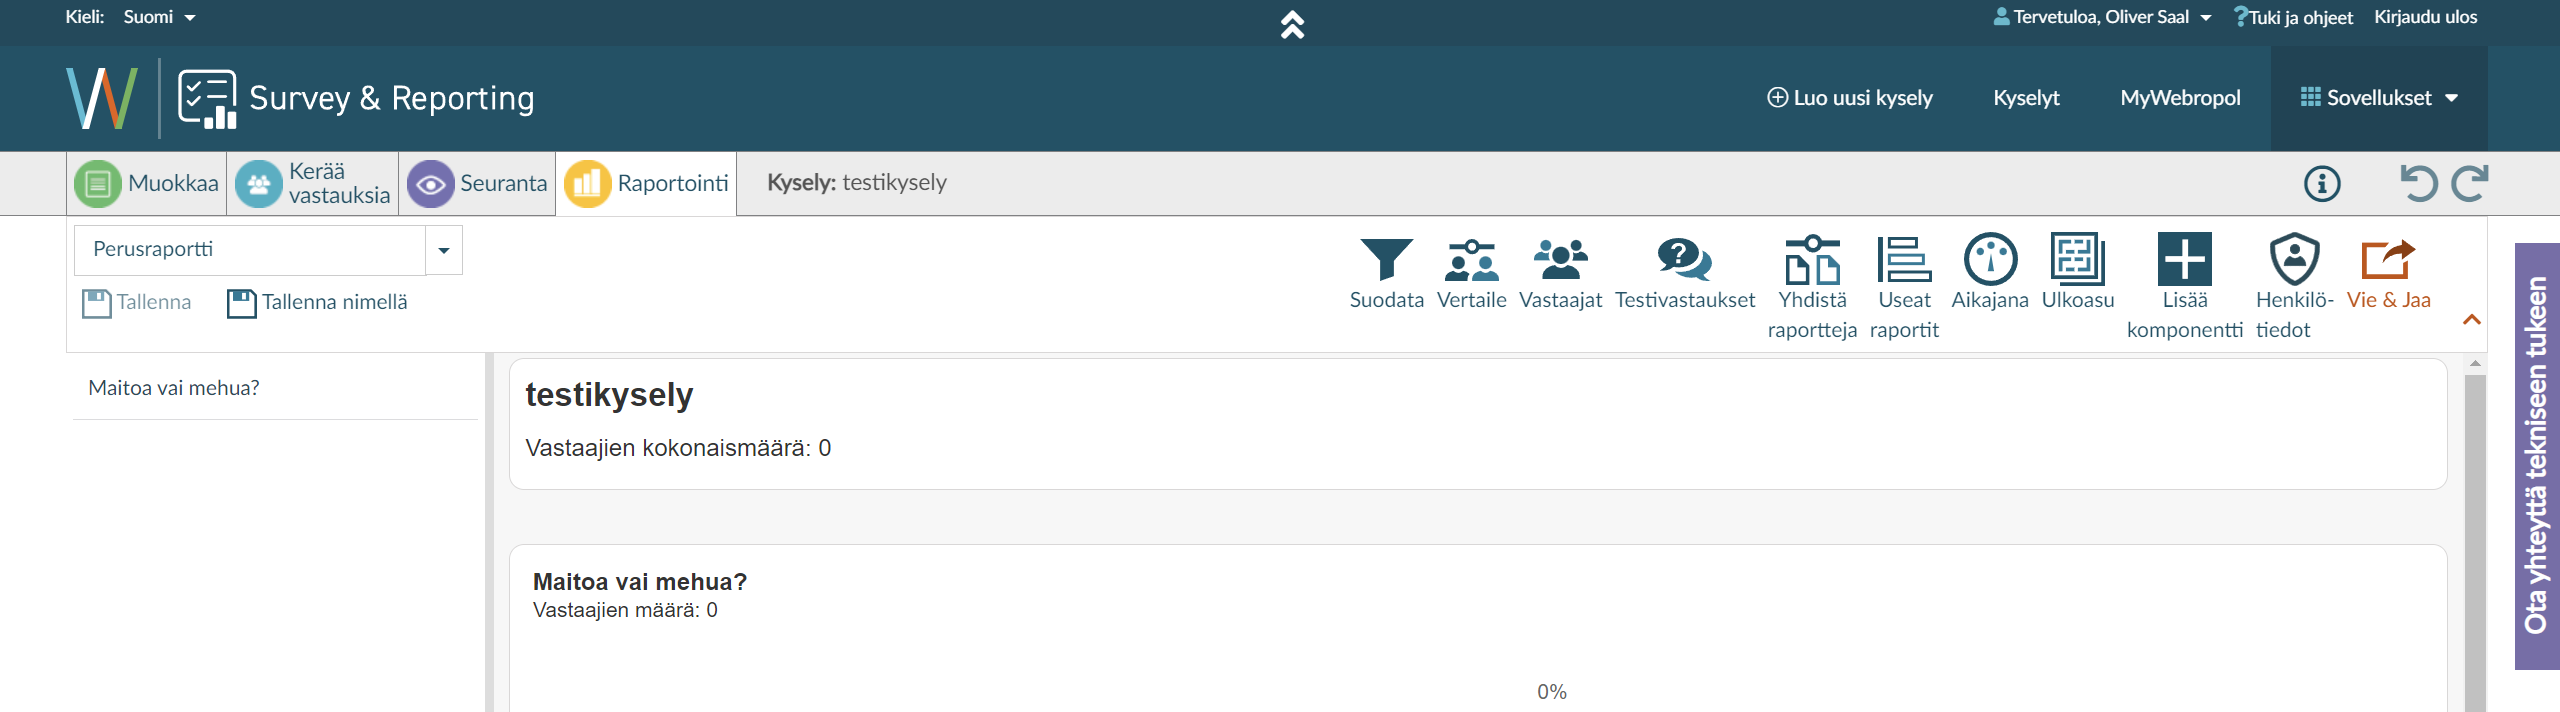 Kieli: Suomi
Tervetuloa, Oliver Saal
?Tuki ja ohjeet
Kirjaudu ulos
Survey & Reporting
Luo uusi kysely
Kyselyt
MyWebropol
Sovellukset
Muokkaa
Kerää
vastauksia
Seuranta
Raportointi
Kysely: testikysely
Perusraportti
Tallenna
Tallenna nimellä
Suodata
Vertaile
Vastaajat
Testivastaukset
Yhdistä
raportteja
Useat
raportit
Aikajana
Ulkoasu
Lisää
komponentti
Henkilö-
tiedot
Vie & Jaa
Ota yhteyttä tekniseen tukeen
Maitoa vai mehua?
testikysely
Vastaajien kokonaismäärä: 0
Maitoa vai mehua?
Vastaajien määrä: 0
0%